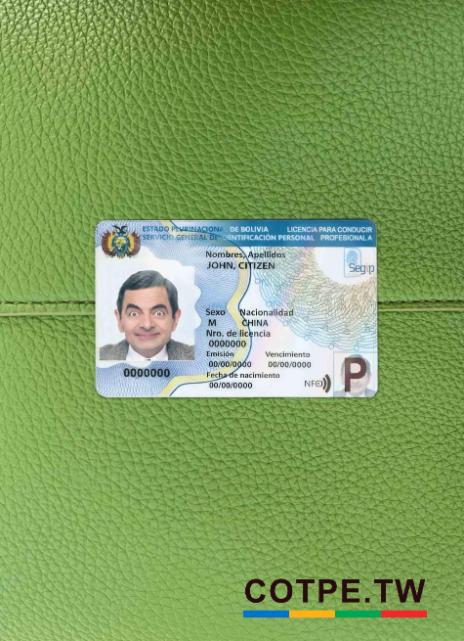 ESTADO PLURINACIONAL DE BOLIVIA LICENCIA PARA CONDUCIR
SERVICIO GENERAL DE IDENTIFICACIÓN PERSONAL PROFESIONAL A
Nombres, Apellidos
JOHN, CITIZEN
Segip
Sexo Nacionalidad
M CHINA
Nro. de licencia
0000000
Emisión Vencimiento
00/00/0000 00/00/0000
0000000
Fecha de nacimiento
00/00/0000
NFC
P
COTPE.TW